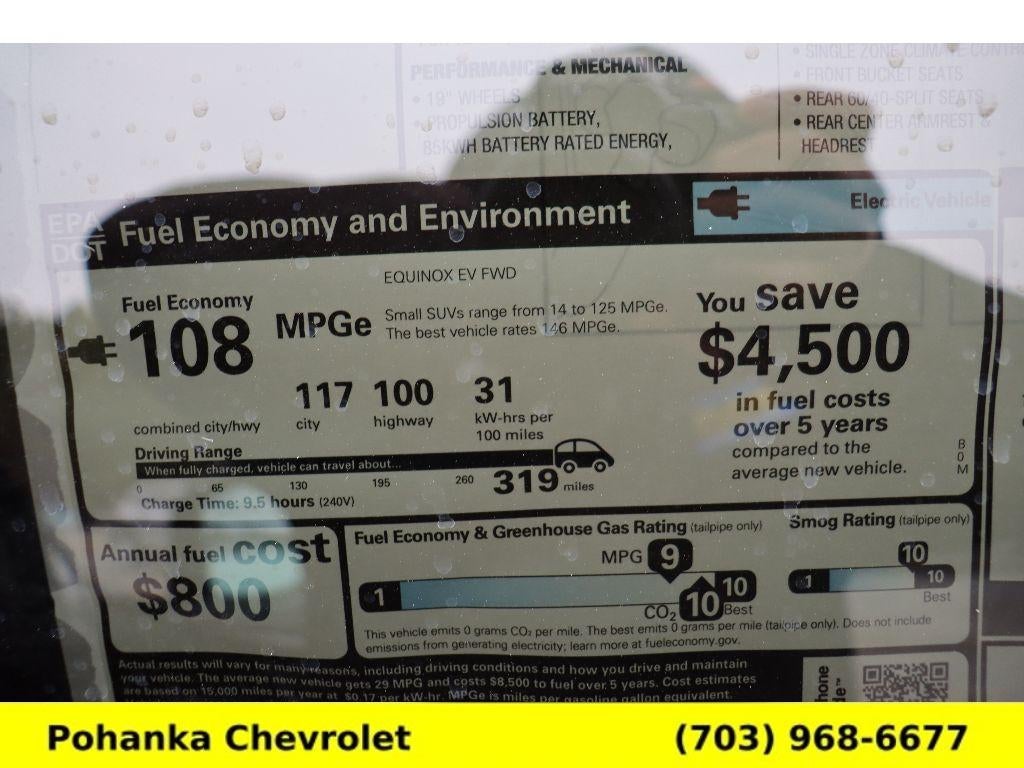 PERFORMANCE & MECHANICAL
• 19" WHEELS
• PROPULSION BATTERY,
85KWH BATTERY RATED ENERGY,
• SINGLE ZONE CLIMATE CONTR
• FRONT BUCKET SEATS
• REAR 60/40-SPLIT SEATS
• REAR CENTER ARMREST &
HEADREST
EPA
DOT
Fuel Economy and Environment
Electric Vehicle
EQUINOX EV FWD
Fuel Economy
108 MPGe
Small SUVs range from 14 to 125 MPGe.
The best vehicle rates 146 MPGe.
117 100 31
combined city/hwy city highway kW-hrs per
100 miles
Driving Range
When fully charged, vehicle can travel about...
0 65 130 195 260 319 miles
Charge Time: 9.5 hours (240V)
You save
$4,500
in fuel costs
over 5 years
compared to the
average new vehicle.
B
0
M
Annual fuel cost
$800
Fuel Economy & Greenhouse Gas Rating (tailpipe only)
MPG 9
1 10
CO₂ 10 Best
Smog Rating (tailpipe only)
10
1 10
Best
This vehicle emits 0 grams CO₂ per mile. The best emits 0 grams per mile (tailpipe only). Does not include
emissions from generating electricity; learn more at fueleconomy.gov.
Actual results will vary for many reasons, including driving conditions and how you drive and maintain
your vehicle. The average new vehicle gets 29 MPG and costs $8,500 to fuel over 5 years. Cost estimates
are based on 15,000 miles per year at $0.17 per kW-hr. MPGe is miles per gasoline gallon equivalent.
Pohanka Chevrolet (703) 968-6677